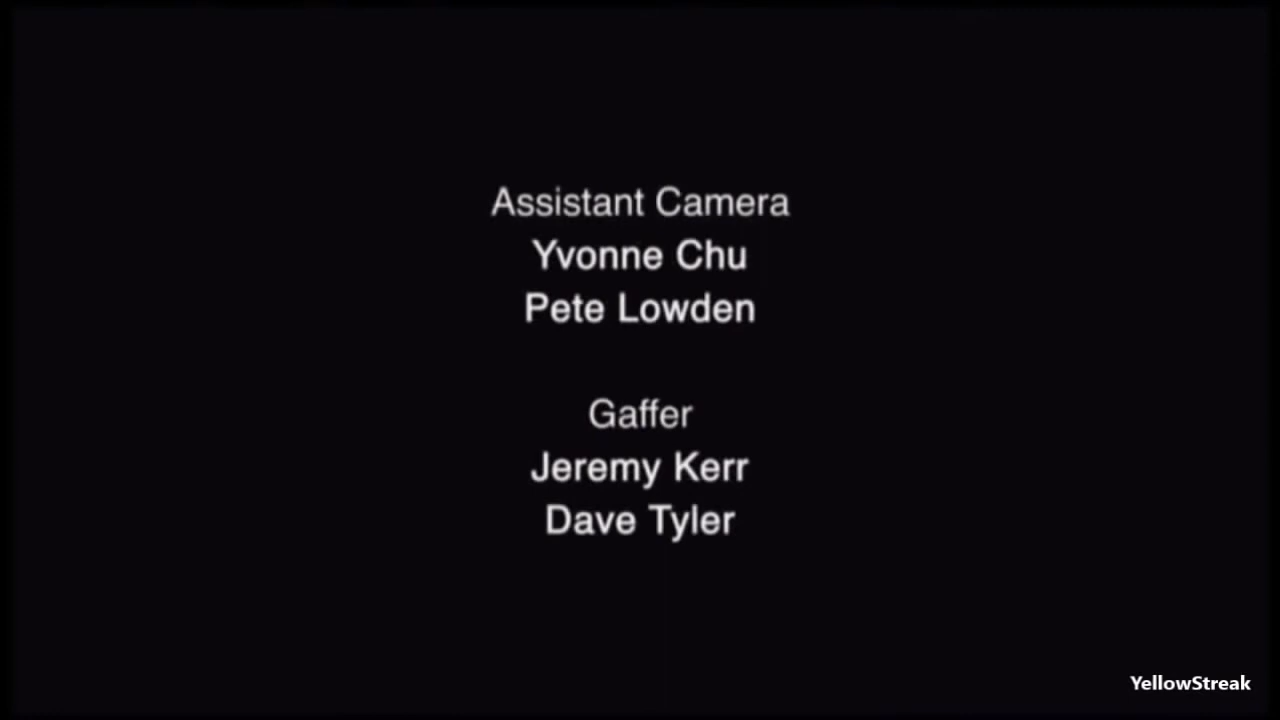 Assistant Camera
Yvonne Chu
Pete Lowden
Gaffer
Jeremy Kerr
Dave Tyler
YellowStreak